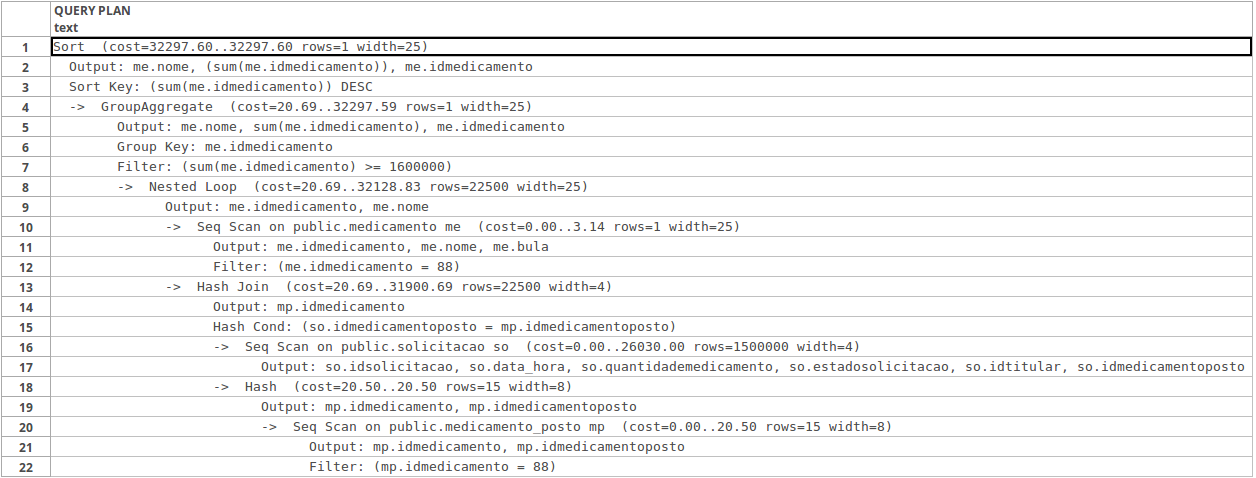 QUERY PLAN
text
1 Sort (cost=32297.60..32297.60 rows=1 width=25)
2 Output: me.nome, (sum(me.idmedicamento)), me.idmedicamento
3 Sort Key: (sum(me.idmedicamento)) DESC
4 -> GroupAggregate (cost=20.69..32297.59 rows=1 width=25)
5 Output: me.nome, sum(me.idmedicamento), me.idmedicamento
6 Group Key: me.idmedicamento
7 Filter: (sum(me.idmedicamento) >= 1600000)
8 -> Nested Loop (cost=20.69..32128.83 rows=22500 width=25)
9 Output: me.idmedicamento, me.nome
10 -> Seq Scan on public.medicamento me (cost=0.00..3.14 rows=1 width=25)
11 Output: me.idmedicamento, me.nome, me.bula
12 Filter: (me.idmedicamento = 88)
13 -> Hash Join (cost=20.69..31900.69 rows=22500 width=4)
14 Output: mp.idmedicamento
15 Hash Cond: (so.idmedicamentoposto = mp.idmedicamentoposto)
16 -> Seq Scan on public.solicitacao so (cost=0.00..26030.00 rows=1500000 width=4)
17 Output: so.idsolicitacao, so.data_hora, so.quantidademedicamento, so.estadosolicitacao, so.idtitular, so.idmedicamentoposto
18 -> Hash (cost=20.50..20.50 rows=15 width=8)
19 Output: mp.idmedicamento, mp.idmedicamentoposto
20 -> Seq Scan on public.medicamento_posto mp (cost=0.00..20.50 rows=15 width=8)
21 Output: mp.idmedicamento, mp.idmedicamentoposto
22 Filter: (mp.idmedicamento = 88)